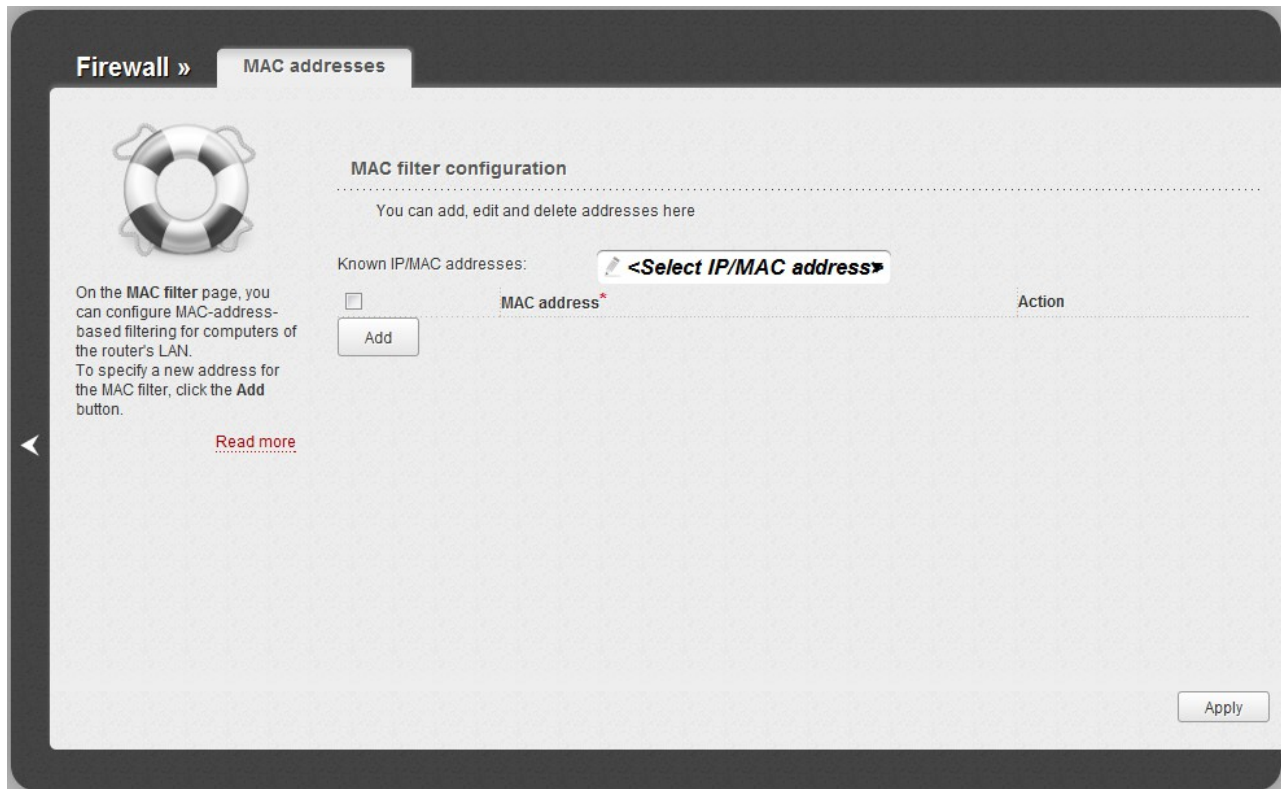 Firewall »
MAC addresses
On the MAC filter page, you
can configure MAC-address-
based filtering for computers of
the router's LAN.
To specify a new address for
the MAC filter, click the Add
button.
Read more
MAC filter configuration
You can add, edit and delete addresses here
Known IP/MAC addresses:
<Select IP/MAC address>
MAC address*
Action
Add
Apply